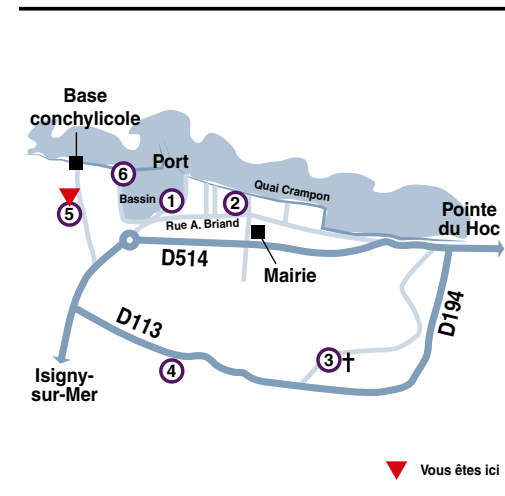 Base
conchylicole
Port
6
Bassin
1
2
Quai Crampon
5
Rue A. Briand
Pointe
du Hoc
D514
Mairie
D113
D194
3
4
Isigny-
sur-Mer
Vous êtes ici